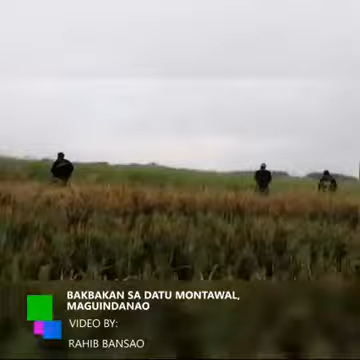 BAKBAKAN SA DATU MONTAWAL,
MAGUINDANAO
VIDEO BY:
RAHIB BANSAO